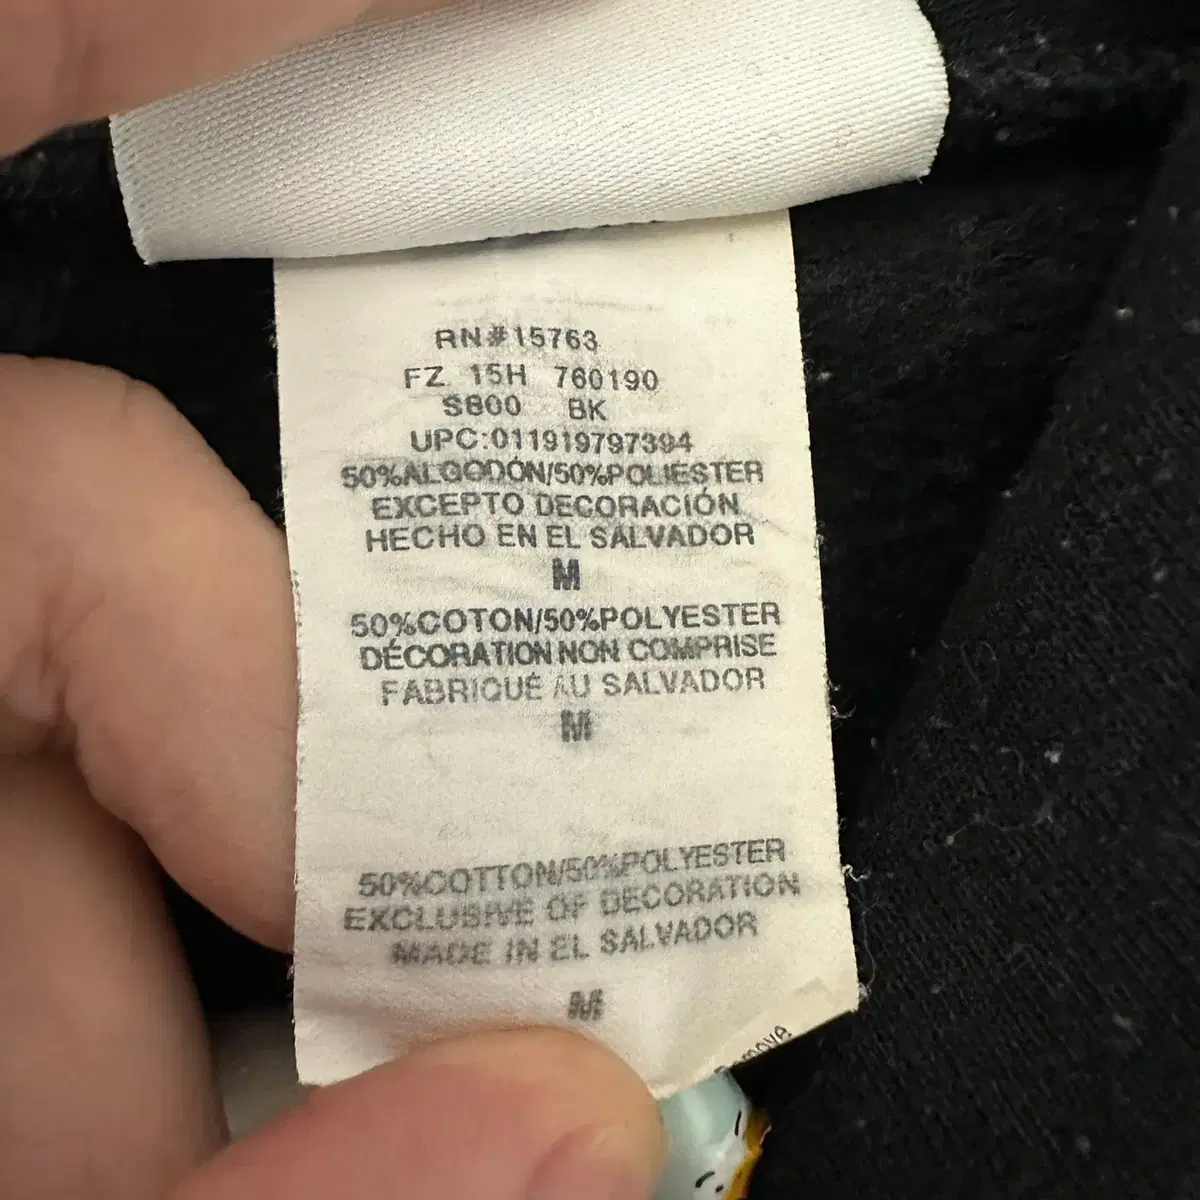 RN#15763
FZ 15H 760190
S800 BK
UPC:011919797394
50%ALGODÓN/50%POLIESTER
EXCEPTO DECORACIÓN
HECHO EN EL SALVADOR
M
50%COTON/50%POLYESTER
DÉCORATION NON COMPRISE
FABRIQUÉ AU SALVADOR
M
50%COTTON/50%POLYESTER
EXCLUSIVE OF DECORATION
MADE IN EL SALVADOR
M